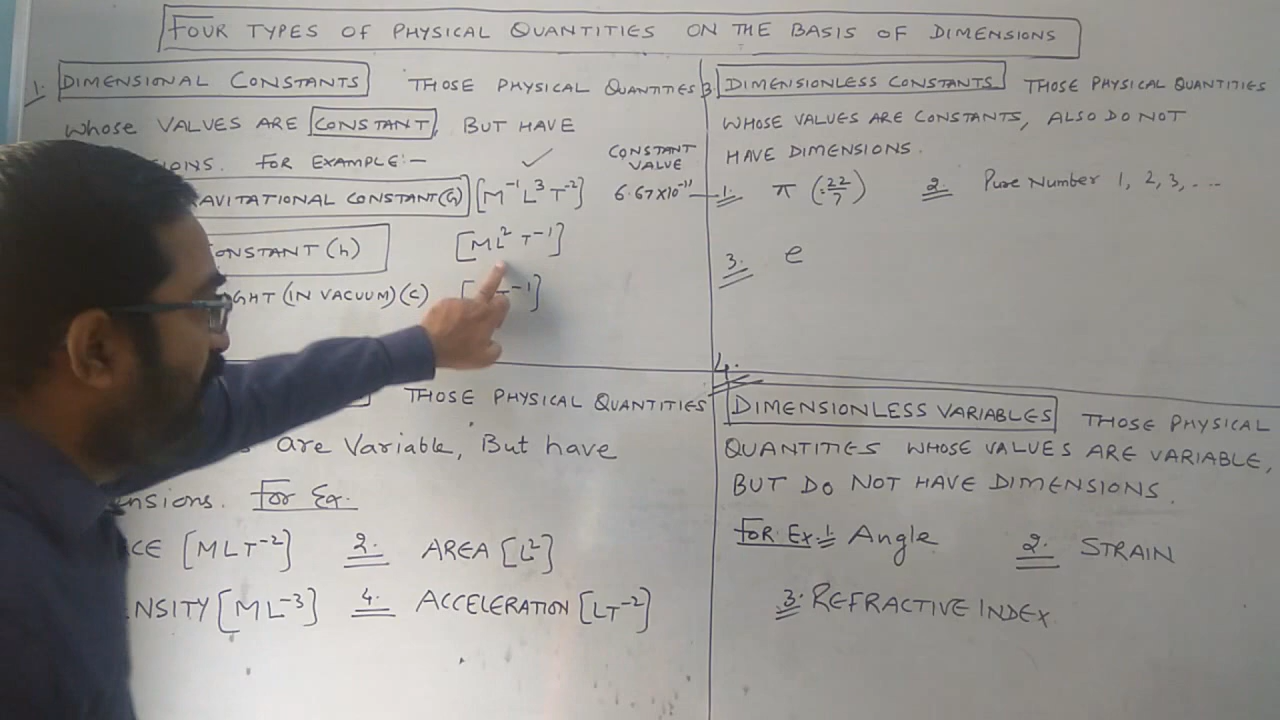 FOUR TYPES OF PHYSICAL QUANTITIES ON THE BASIS OF DIMENSIONS
1. DIMENSIONAL CONSTANTS THOSE PHYSICAL QUANTITIES
WHOSE VALUES ARE CONSTANT, BUT HAVE
SIONS. FOR EXAMPLE:- ✓ CONSTANT VALUE
AVITATIONAL CONSTANT(G) [M⁻¹L³T⁻²] 6.67×10⁻¹¹
ONSTANT (h) [ML²T⁻¹]
GHT (IN VACUUM)(C) [ T⁻¹]
3. DIMENSIONLESS CONSTANTS THOSE PHYSICAL QUANTITIES
WHOSE VALUES ARE CONSTANTS, ALSO DO NOT
HAVE DIMENSIONS.
1. π (22/7) 2. Pure Number 1, 2, 3, ...
3. e
THOSE PHYSICAL QUANTITIES
are Variable, But have
ensions. For Ex.
CE [MLT⁻²] 2. AREA [L²]
NSITY [ML⁻³] 4. ACCELERATION [LT⁻²]
4.
DIMENSIONLESS VARIABLES THOSE PHYSICAL
QUANTITIES WHOSE VALUES ARE VARIABLE,
BUT DO NOT HAVE DIMENSIONS.
FOR EX. 1. Angle 2. STRAIN
3. REFRACTIVE INDEX